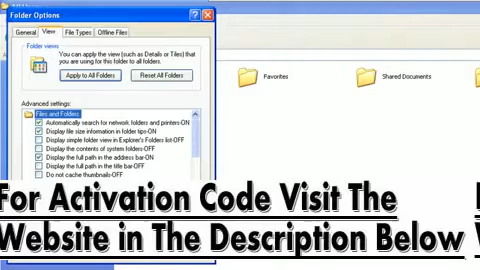 Folder Options
General
View
File Types
Offline Files
Folder views
You can apply the view (such as Details or Tiles) that
you are using for this folder to all folders.
Apply to All Folders
Reset All Folders
Advanced settings:
Files and Folders
Automatically search for network folders and printers-ON
Display file size information in folder tips-ON
Display simple folder view in Explorer's Folders list-OFF
Display the contents of system folders-OFF
Display the full path in the address bar-ON
Display the full path in the title bar-OFF
Do not cache thumbnails-OFF
Favorites
Shared Documents
For Activation Code Visit The
Website in The Description Below